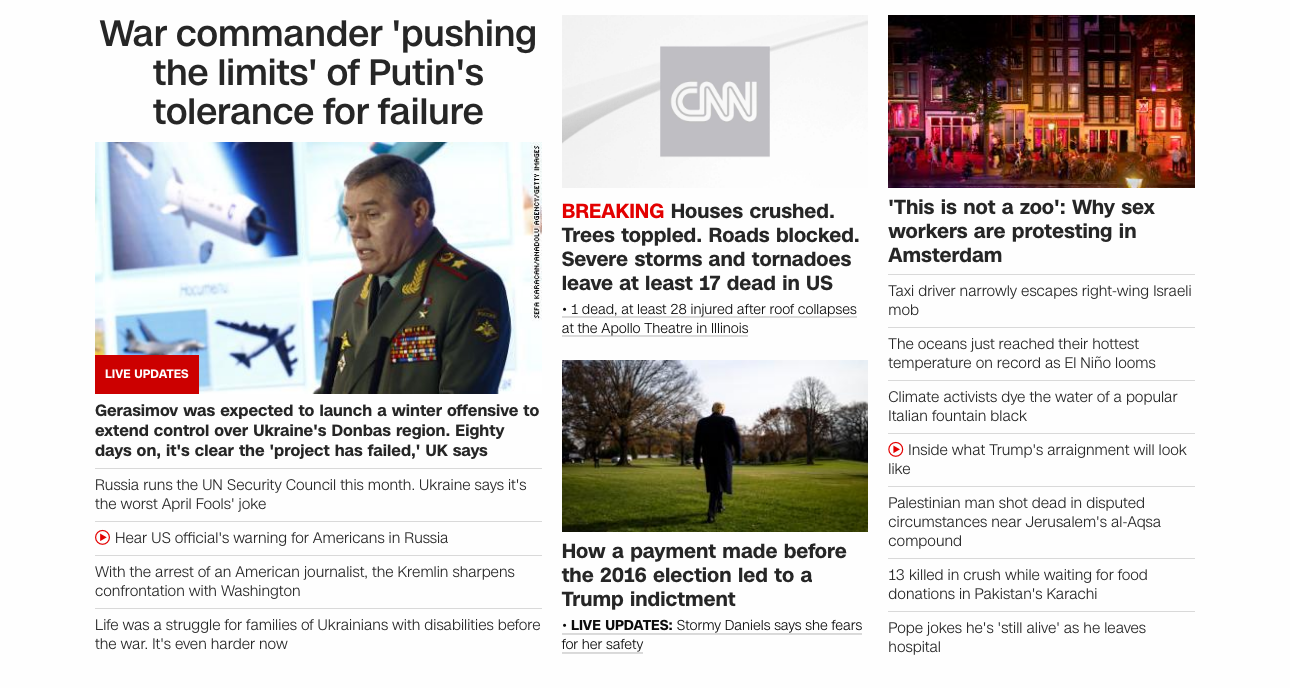 War commander 'pushing
the limits' of Putin's
tolerance for failure
SEFA KARACAN/ANADOLU AGENCY/GETTY IMAGES
LIVE UPDATES
Gerasimov was expected to launch a winter offensive to
extend control over Ukraine's Donbas region. Eighty
days on, it's clear the 'project has failed,' UK says
Russia runs the UN Security Council this month. Ukraine says it's
the worst April Fools' joke
Hear US official's warning for Americans in Russia
With the arrest of an American journalist, the Kremlin sharpens
confrontation with Washington
Life was a struggle for families of Ukrainians with disabilities before
the war. It's even harder now
CNN
BREAKING Houses crushed.
Trees toppled. Roads blocked.
Severe storms and tornadoes
leave at least 17 dead in US
• 1 dead, at least 28 injured after roof collapses
at the Apollo Theatre in Illinois
How a payment made before
the 2016 election led to a
Trump indictment
• LIVE UPDATES: Stormy Daniels says she fears
for her safety
'This is not a zoo': Why sex
workers are protesting in
Amsterdam
Taxi driver narrowly escapes right-wing Israeli
mob
The oceans just reached their hottest
temperature on record as El Niño looms
Climate activists dye the water of a popular
Italian fountain black
Inside what Trump's arraignment will look
like
Palestinian man shot dead in disputed
circumstances near Jerusalem's al-Aqsa
compound
13 killed in crush while waiting for food
donations in Pakistan's Karachi
Pope jokes he's 'still alive' as he leaves
hospital